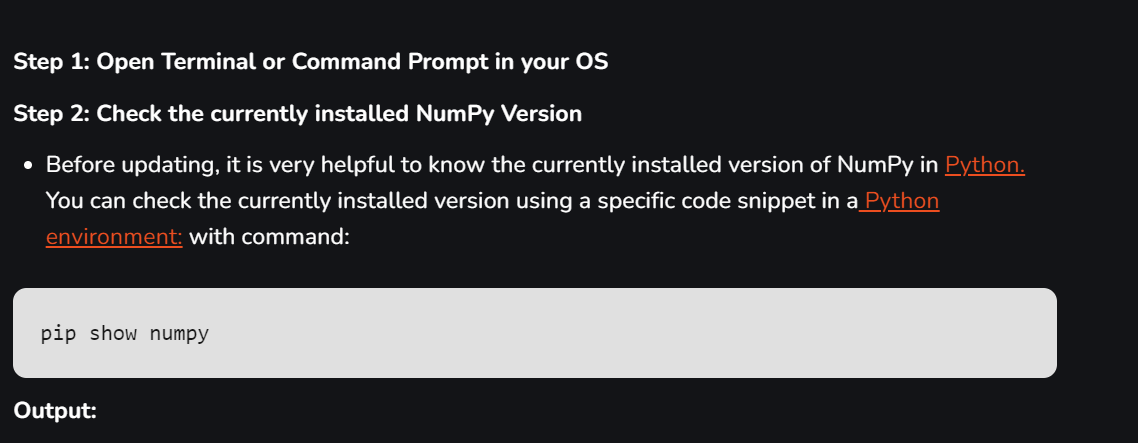 Step 1: Open Terminal or Command Prompt in your OS
Step 2: Check the currently installed NumPy Version
• Before updating, it is very helpful to know the currently installed version of NumPy in Python.
You can check the currently installed version using a specific code snippet in a Python
environment: with command:
pip show numpy
Output: